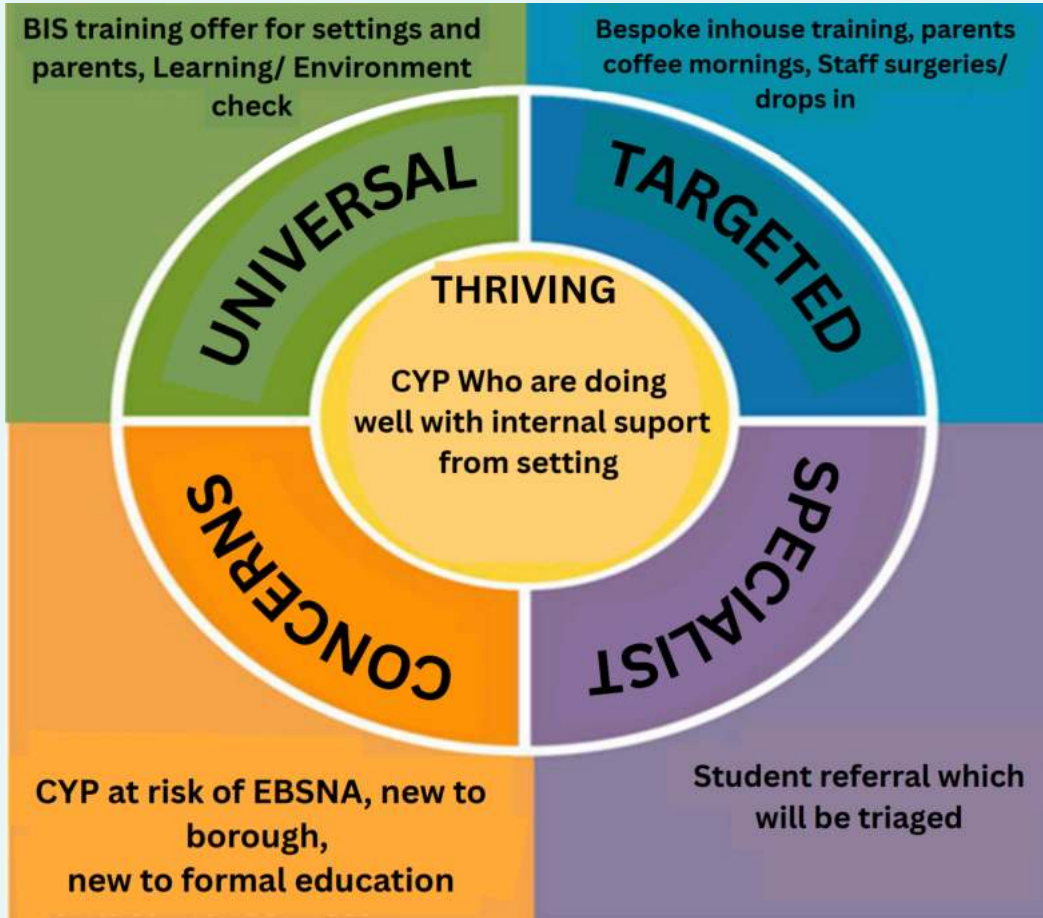 BIS training offer for settings and
parents, Learning/ Environment
check
Bespoke inhouse training, parents
coffee mornings, Staff surgeries/
drops in
UNIVERSAL
TARGETED
THRIVING
CYP Who are doing
well with internal suport
from setting
CONCERNS
SPECIALIST
CYP at risk of EBSNA, new to
borough,
new to formal education
Student referral which
will be triaged